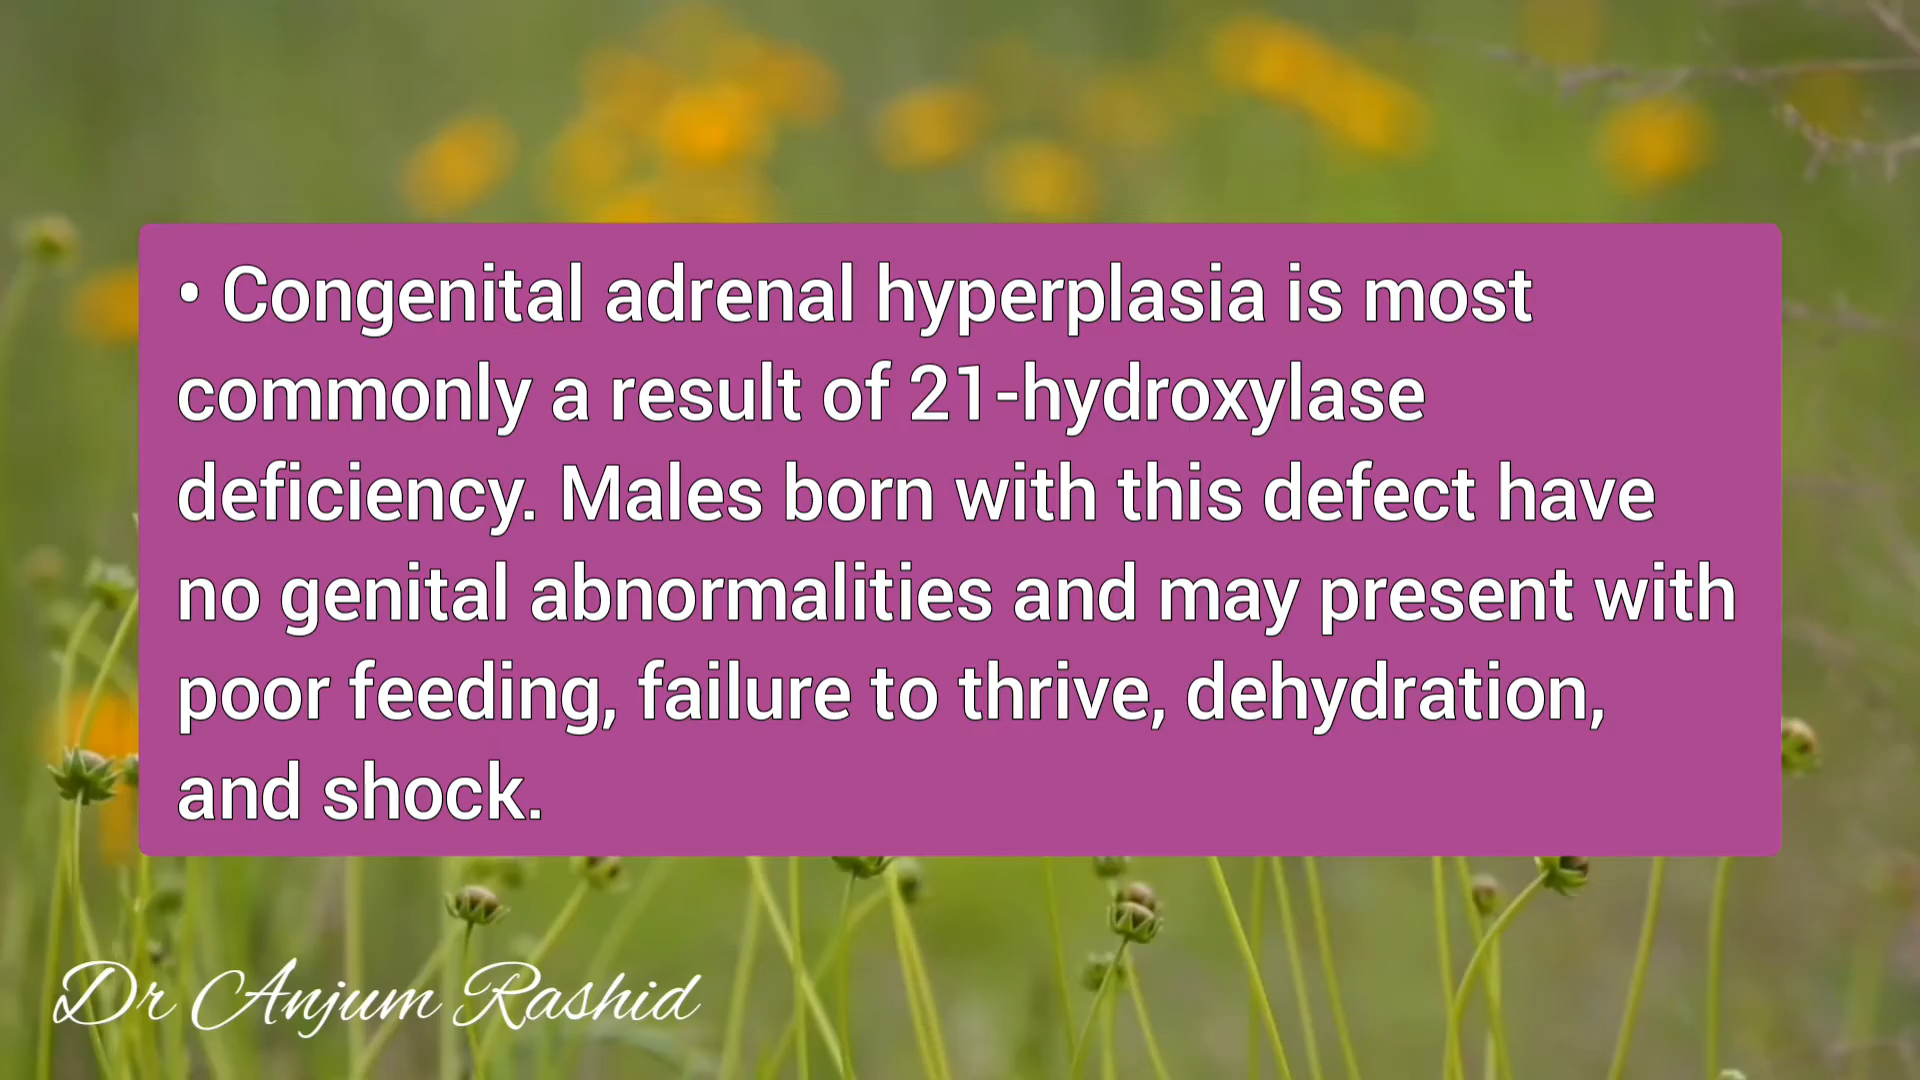 • Congenital adrenal hyperplasia is most
commonly a result of 21-hydroxylase
deficiency. Males born with this defect have
no genital abnormalities and may present with
poor feeding, failure to thrive, dehydration,
and shock.
Dr Anjum Rashid